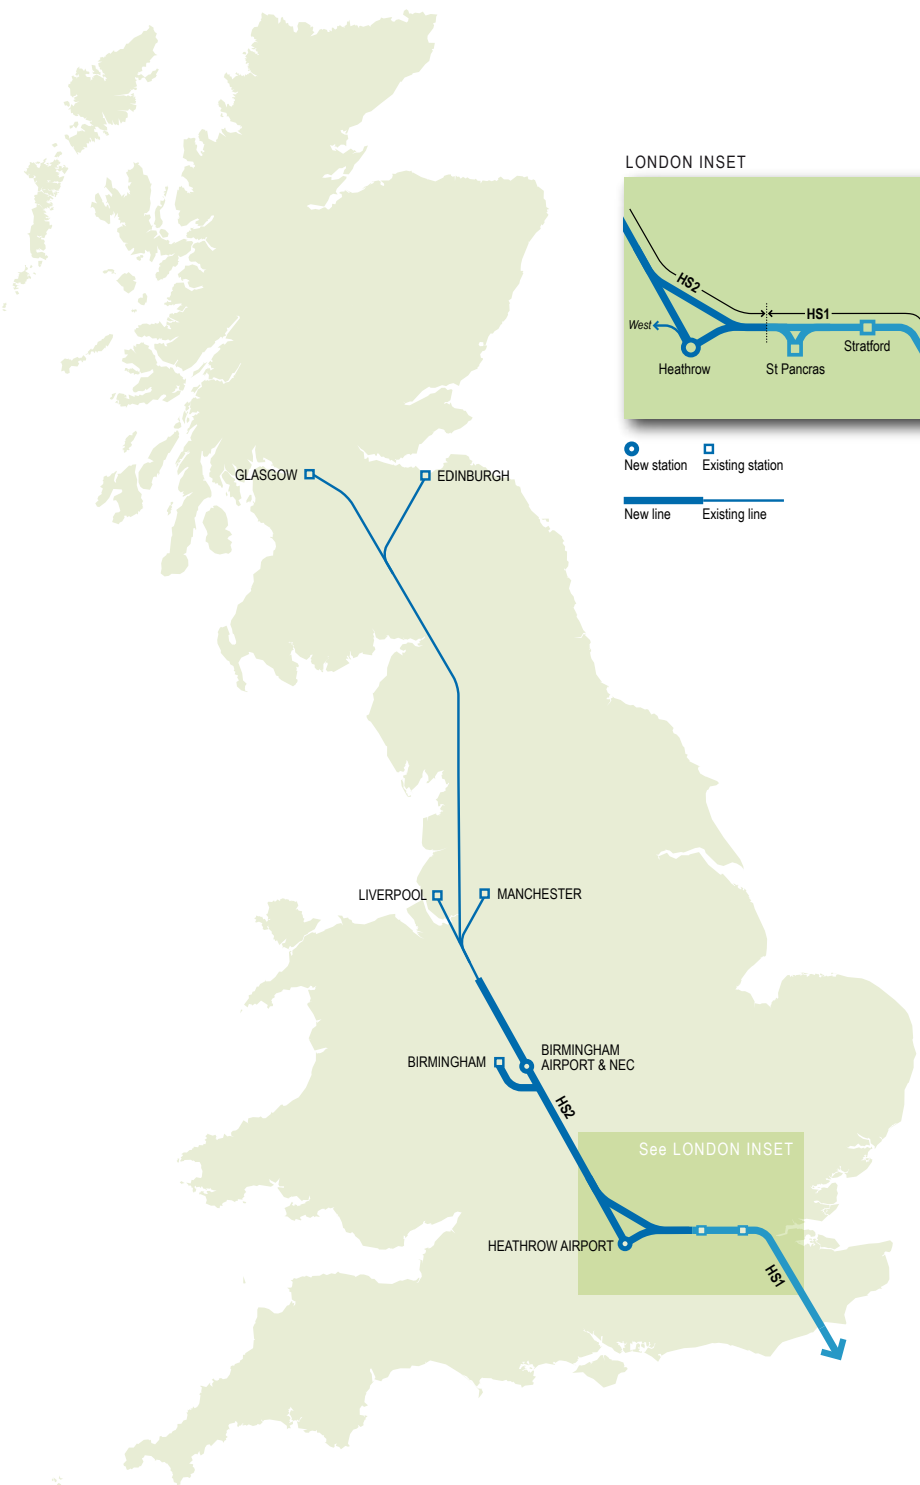 LONDON INSET
HS2
HS1
West
Stratford
Heathrow
St Pancras
New station
Existing station
New line
Existing line
GLASGOW
EDINBURGH
LIVERPOOL
MANCHESTER
BIRMINGHAM
BIRMINGHAM
AIRPORT & NEC
HS2
See LONDON INSET
HEATHROW AIRPORT
HS1